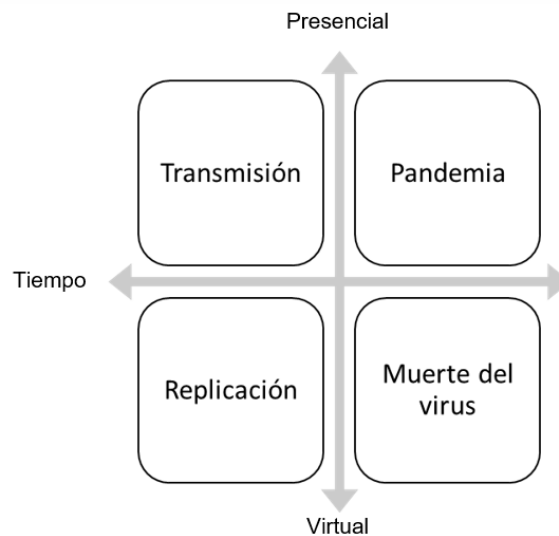 Presencial
Transmisión
Pandemia
Tiempo
Replicación
Muerte del
virus
Virtual